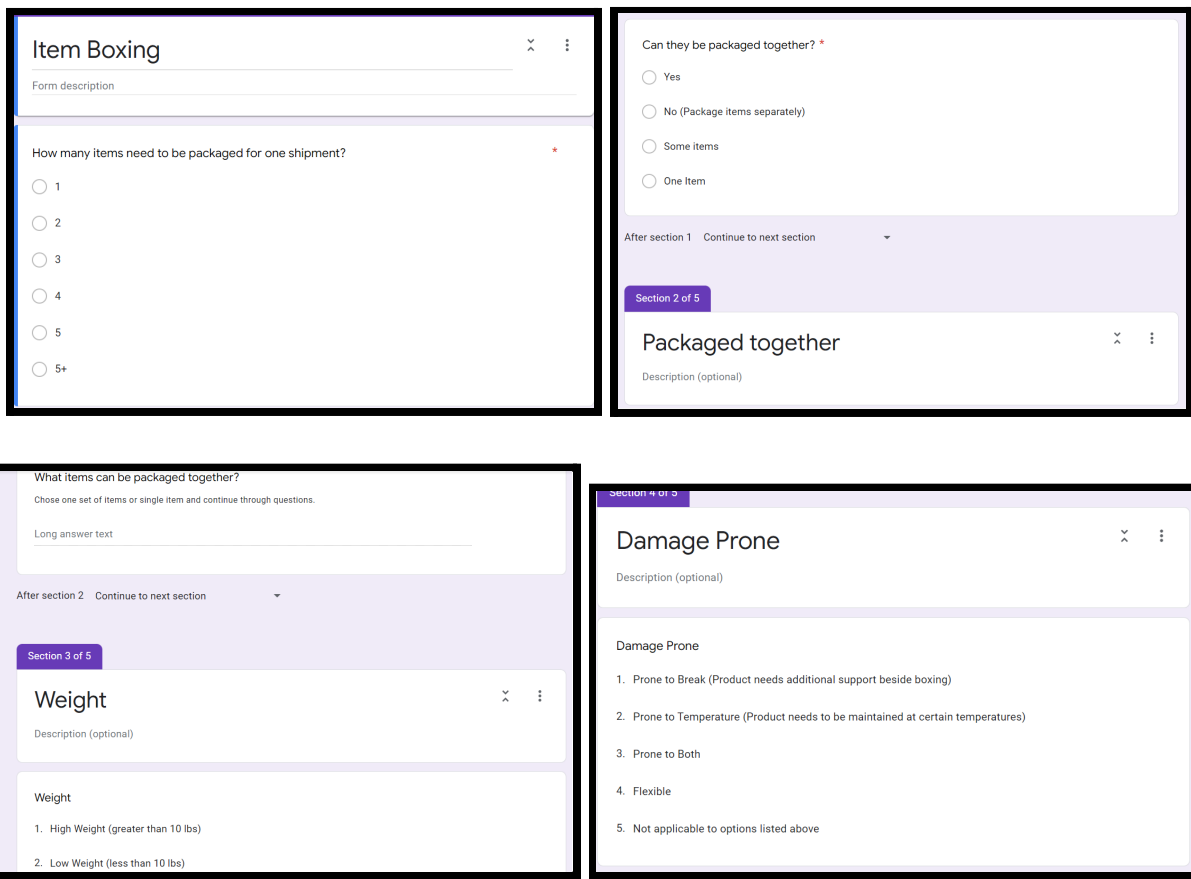 Item Boxing
Form description
How many items need to be packaged for one shipment? *
1
2
3
4
5
5+
Can they be packaged together? *
Yes
No (Package items separately)
Some items
One Item
After section 1 Continue to next section
Section 2 of 5
Packaged together
Description (optional)
What items can be packaged together?
Chose one set of items or single item and continue through questions.
Long answer text
After section 2 Continue to next section
Section 3 of 5
Weight
Description (optional)
Weight
1. High Weight (greater than 10 lbs)
2. Low Weight (less than 10 lbs)
Section 4 of 5
Damage Prone
Description (optional)
Damage Prone
1. Prone to Break (Product needs additional support beside boxing)
2. Prone to Temperature (Product needs to be maintained at certain temperatures)
3. Prone to Both
4. Flexible
5. Not applicable to options listed above